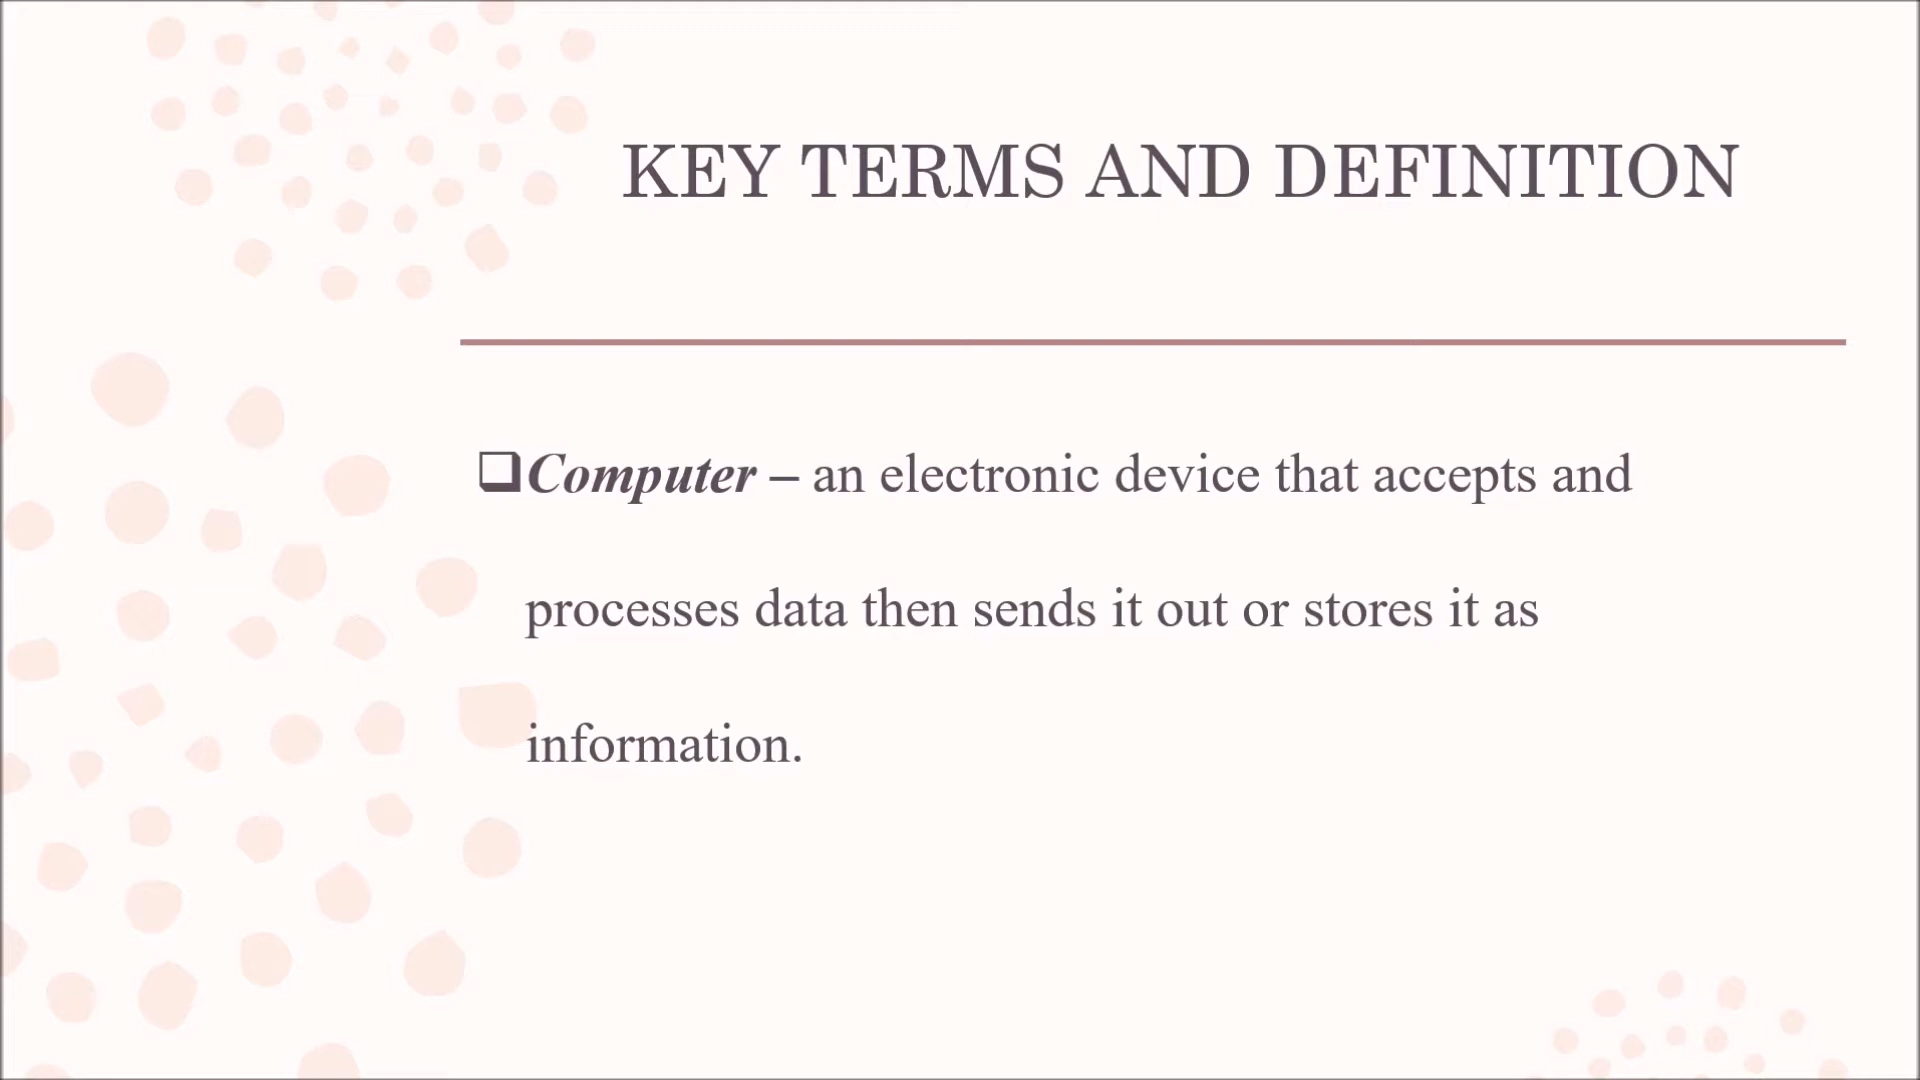 KEY TERMS AND DEFINITION
❑Computer – an electronic device that accepts and
processes data then sends it out or stores it as
information.